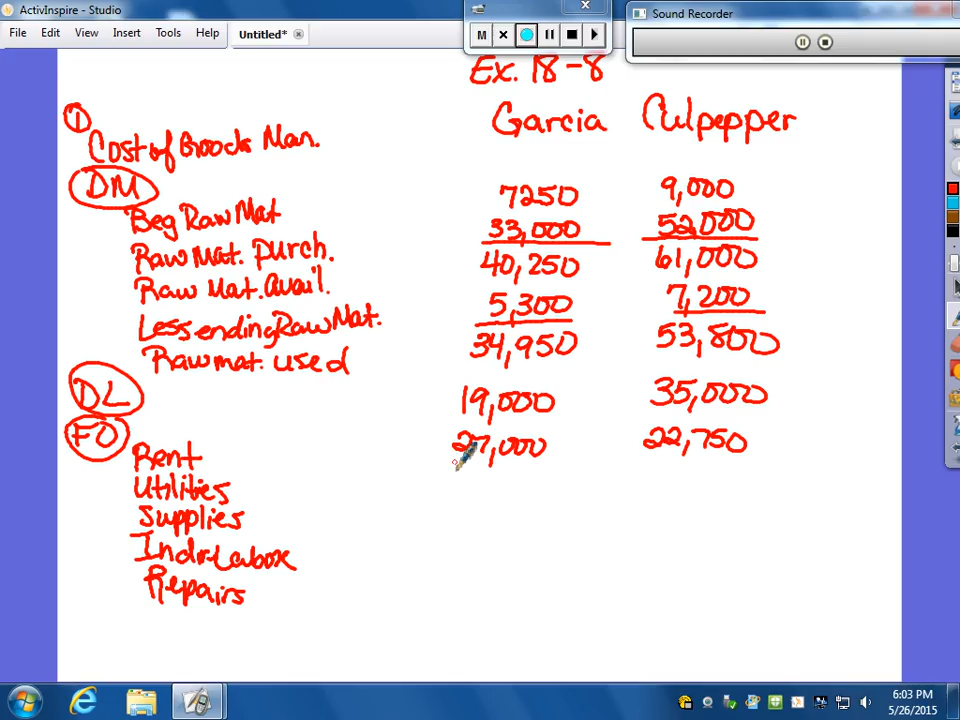 ActivInspire - Studio
Sound Recorder
File Edit View Insert Tools Help Untitled*
M
Ex. 18-8
① Garcia Culpepper
Cost of Goods Man.
DM
Beg Raw Mat 7250 9,000
Raw Mat. Purch. 33,000 52,000
Raw Mat. Avail. 40,250 61,000
Less ending Raw Mat. 5,300 7,200
Raw mat. used 34,950 53,800
DL 19,000 35,000
FO
Rent 27,000 22,750
Utilities
Supplies
Indir Labor
Repairs
6:03 PM
5/26/2015